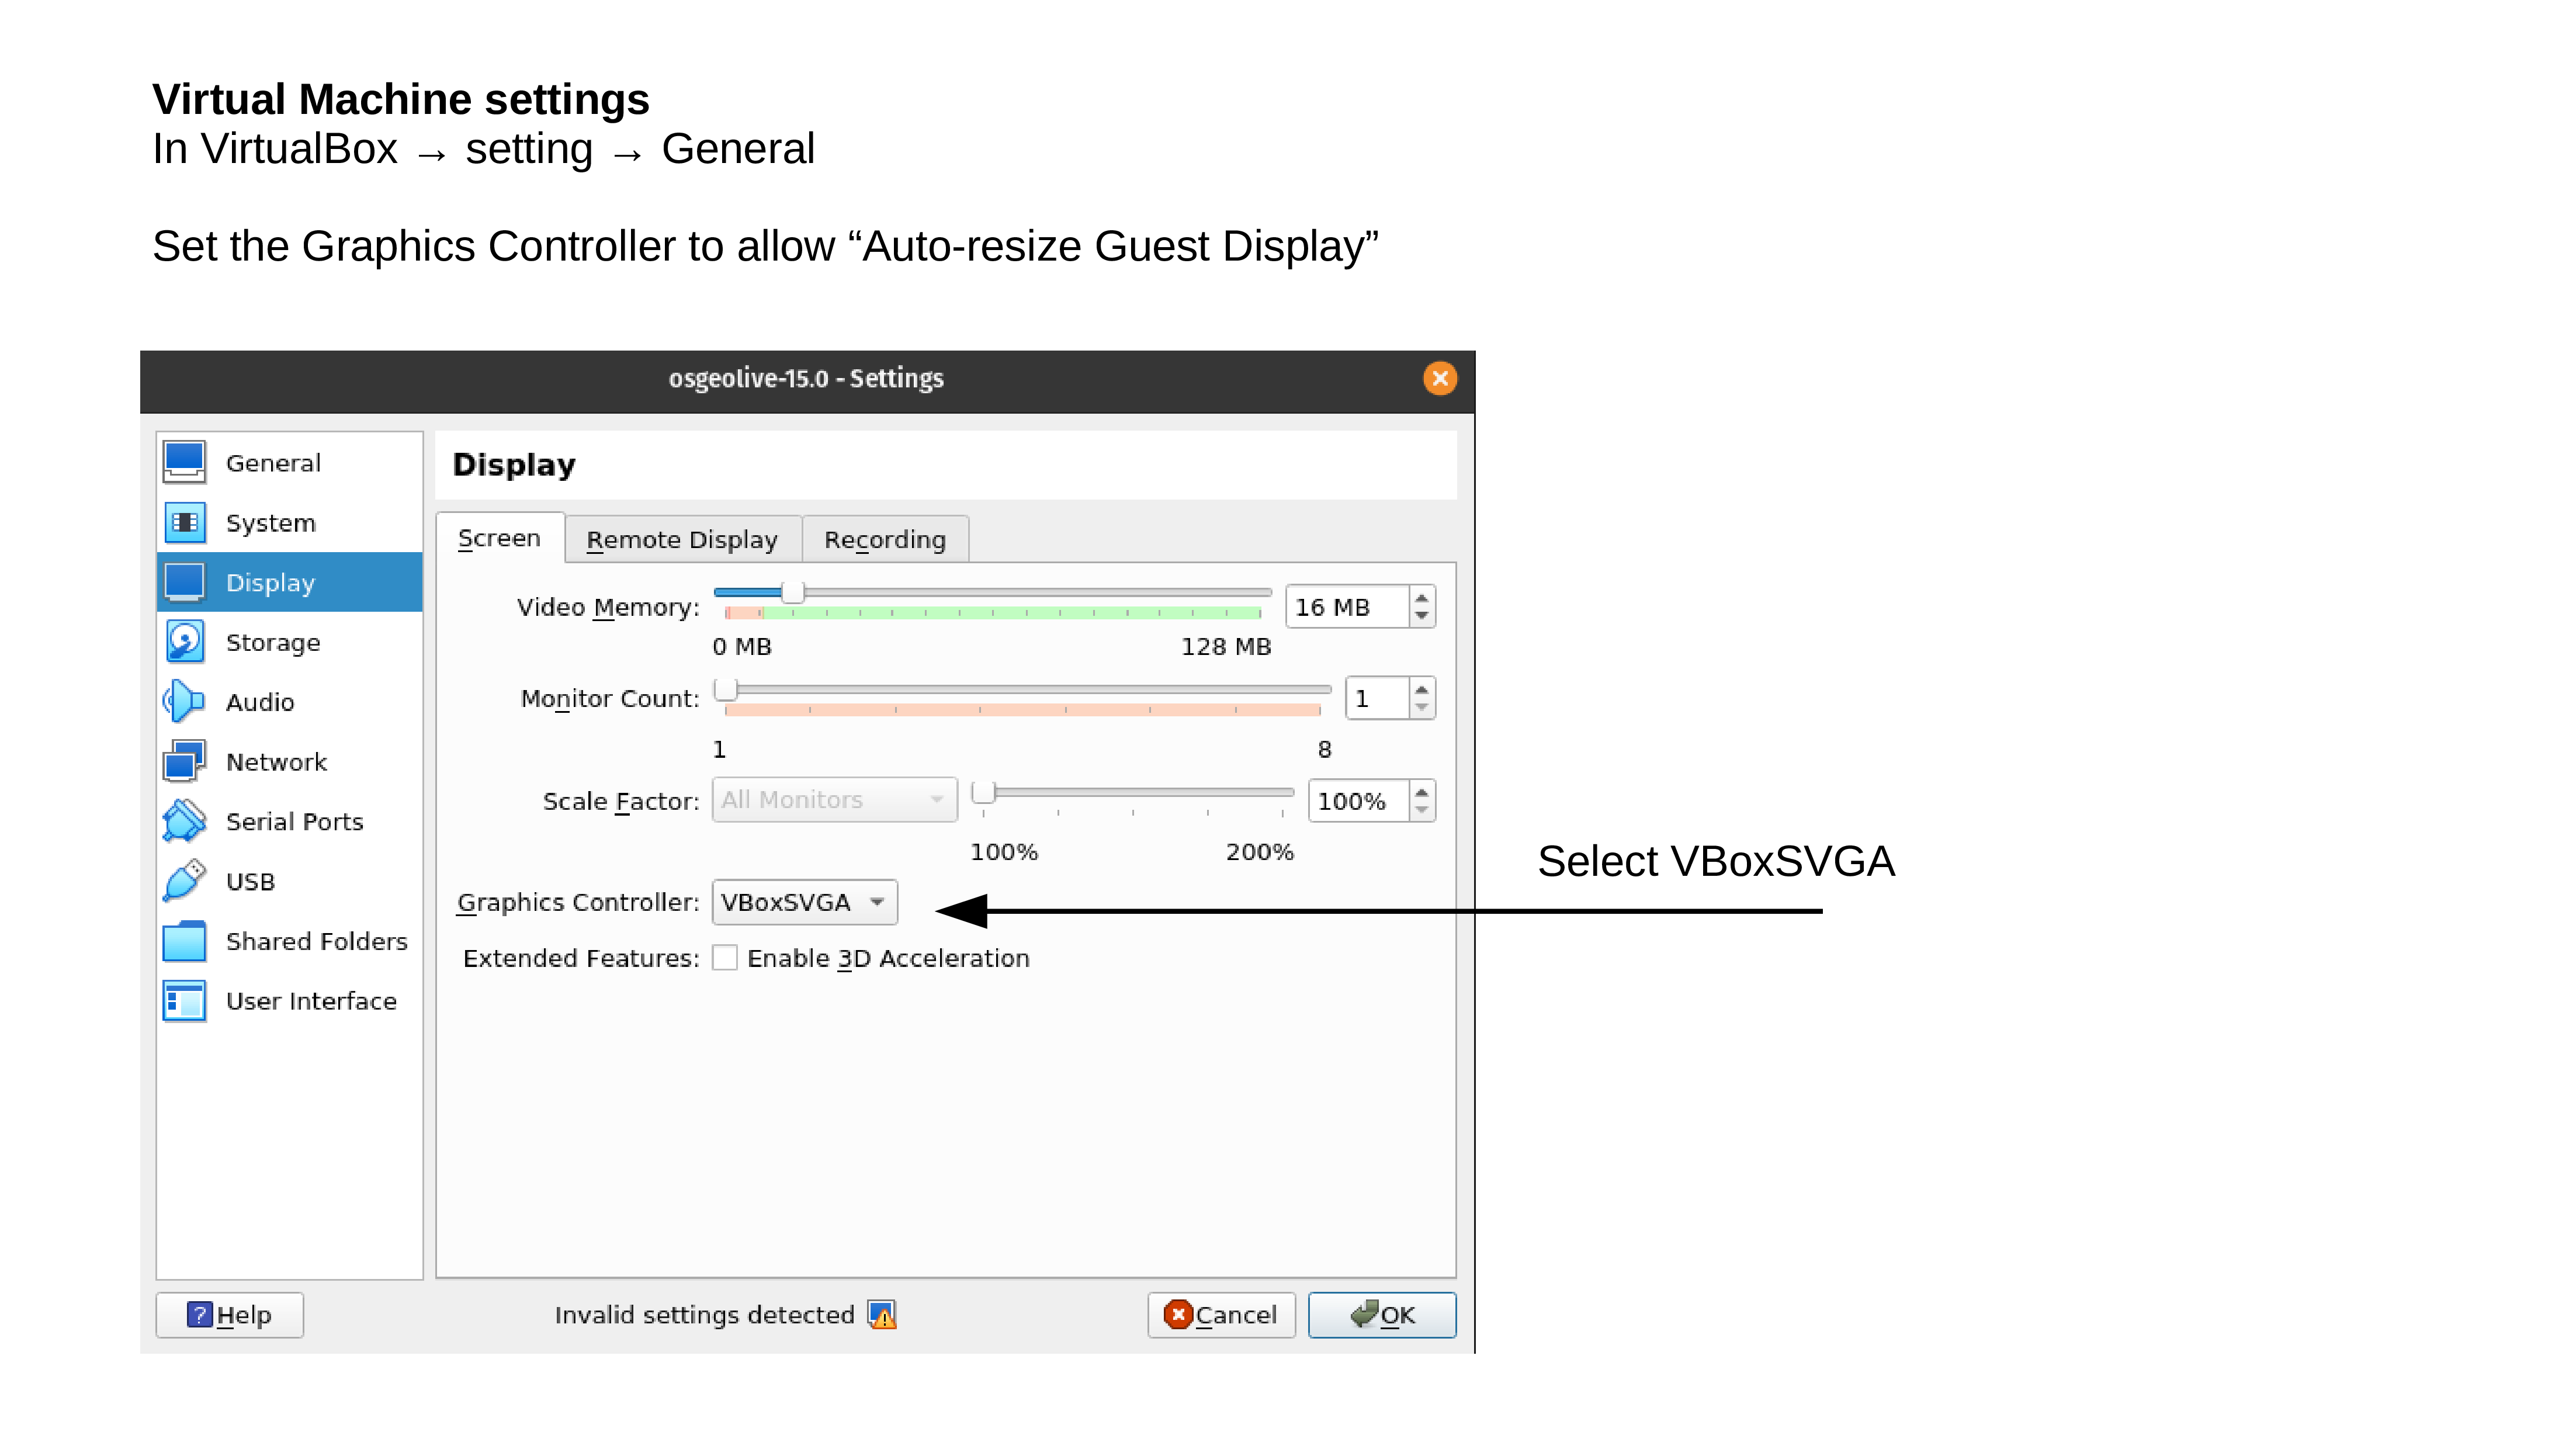 Virtual Machine settings
In VirtualBox → setting → General
Set the Graphics Controller to allow “Auto-resize Guest Display”
osgeolive-15.0 - Settings
General
System
Display
Storage
Audio
Network
Serial Ports
USB
Shared Folders
User Interface
Display
Screen Remote Display Recording
Video Memory: 16 MB
0 MB 128 MB
Monitor Count: 1
1 8
Scale Factor: All Monitors 100%
100% 200%
Graphics Controller: VBoxSVGA
Extended Features: Enable 3D Acceleration
Select VBoxSVGA
Help Invalid settings detected Cancel OK